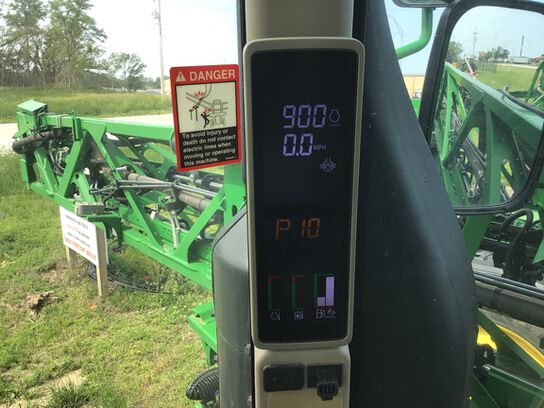 DANGER
To avoid injury or
death do not contact
electric lines when
moving or operating
this machine.
900
0.0 MPH
P 10